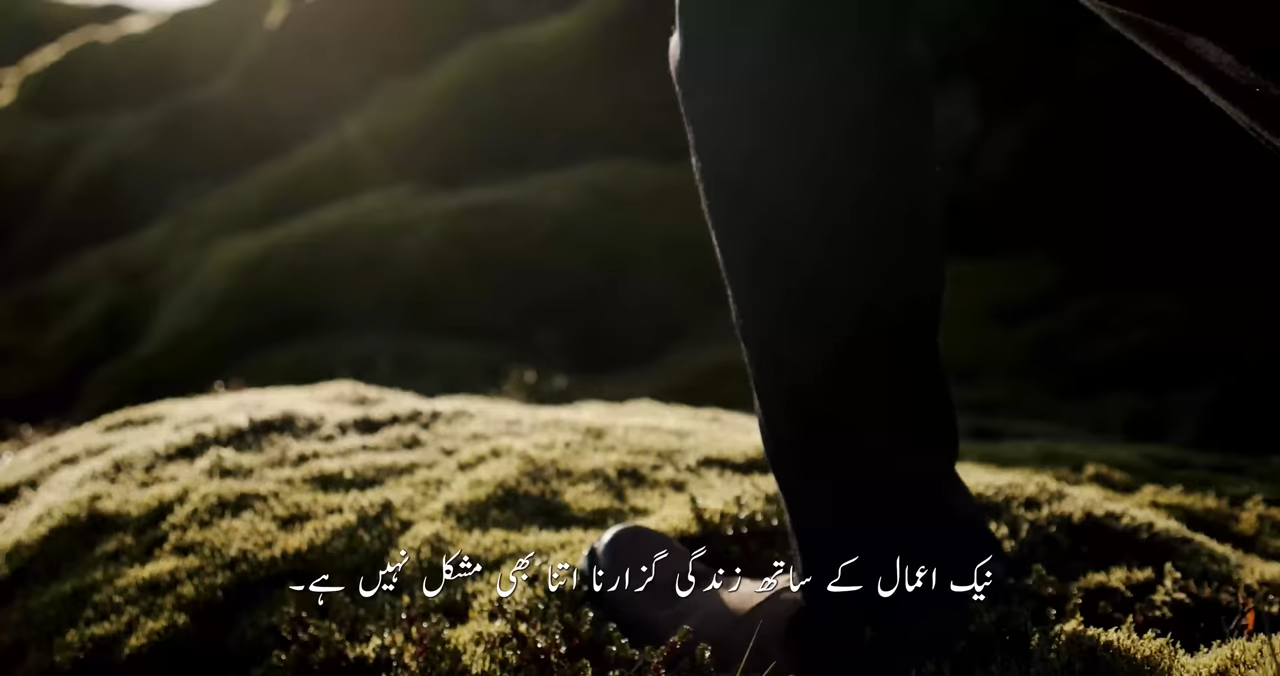 نیک اعمال کے ساتھ زندگی گزارنا اتنا بھی مشکل نہیں ہے۔